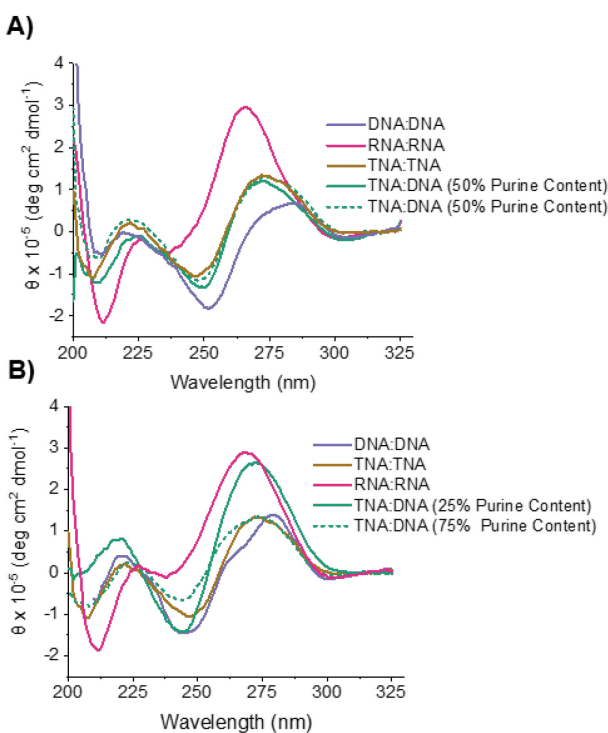 A)
4
3
2
1
0
-1
-2
θ x 10⁻⁵ (deg cm² dmol⁻¹)
DNA:DNA
RNA:RNA
TNA:TNA
TNA:DNA (50% Purine Content)
TNA:DNA (50% Purine Content)
200 225 250 275 300 325
Wavelength (nm)
B)
4
3
2
1
0
-1
-2
θ x 10⁻⁵ (deg cm² dmol⁻¹)
DNA:DNA
TNA:TNA
RNA:RNA
TNA:DNA (25% Purine Content)
TNA:DNA (75% Purine Content)
200 225 250 275 300 325
Wavelength (nm)